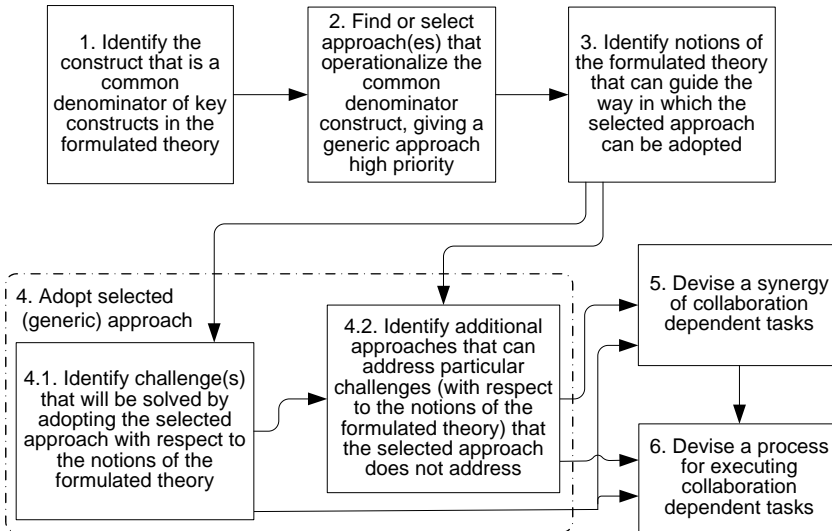 1. Identify the
construct that is a
common
denominator of key
constructs in the
formulated theory
2. Find or select
approach(es) that
operationalize the
common
denominator
construct, giving a
generic approach
high priority
3. Identify notions of
the formulated theory
that can guide the
way in which the
selected approach
can be adopted
4. Adopt selected
(generic) approach
4.1. Identify challenge(s)
that will be solved by
adopting the selected
approach with respect to
the notions of the
formulated theory
4.2. Identify additional
approaches that can
address particular
challenges (with respect
to the notions of the
formulated theory) that
the selected approach
does not address
5. Devise a synergy
of collaboration
dependent tasks
6. Devise a process
for executing
collaboration
dependent tasks